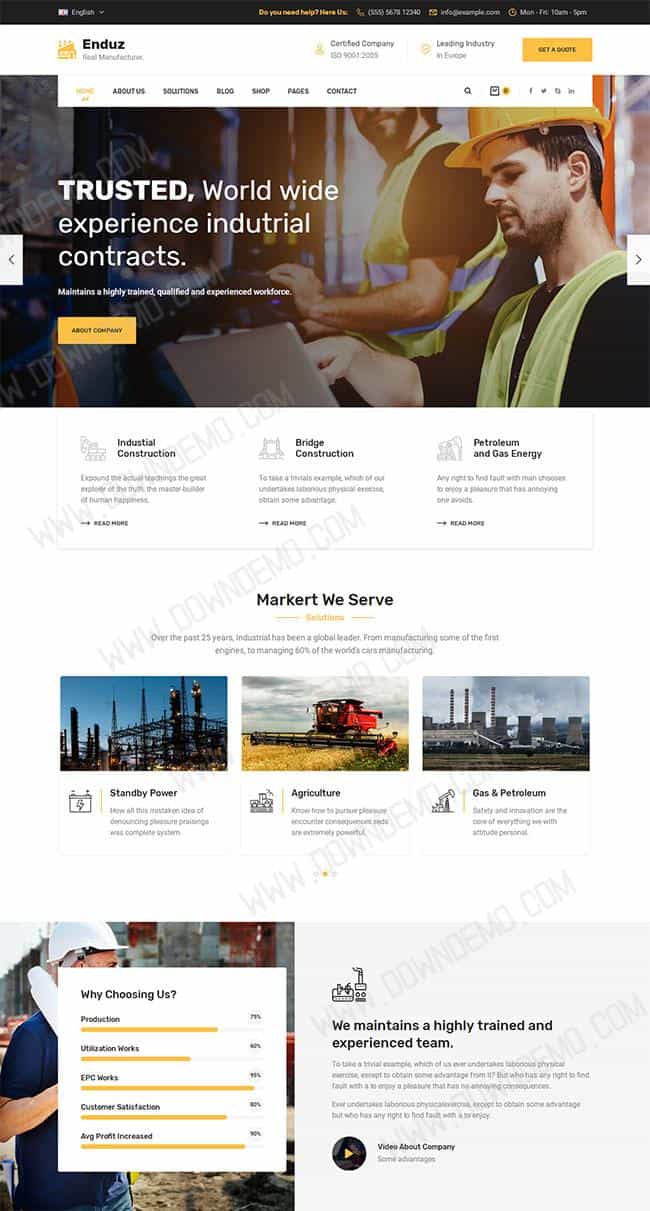 English
Do you need help? Here Us:
(555) 5678 12340
info@example.com
Mon - Fri: 10am - 5pm
Enduz
Real Manufacturer.
Certified Company
ISO 9001:2005
Leading Industry
in Europe
GET A QUOTE
HOME
ABOUT US
SOLUTIONS
BLOG
SHOP
PAGES
CONTACT
TRUSTED, World wide
experience indutrial
contracts.
Maintains a highly trained, qualified and experienced workforce.
ABOUT COMPANY
Industial
Construction
Expound the actual teachings the great
explorer of the truth, the master-builder
of human happiness.
READ MORE
Bridge
Construction
To take a trivials example, which of our
undertakes laborious physical exercise,
obtain some advantage.
READ MORE
Petroleum
and Gas Energy
Any right to find fault with man chooses
to enjoy a pleasure that has annoying
one avoids.
READ MORE
Markert We Serve
Solutions
Over the past 25 years, Industrial has been a global leader. From manufacturing some of the first
engines, to managing 60% of the world's cars manufacturing.
Standby Power
How all this mistaken idea of
denouncing pleasure praisings
was complete system.
Agriculture
Know how to pursue pleasure
encounter consequences seds
are extremely powerful.
Gas & Petroleum
Safety and innovation are the
core of everything we with
attitude personal.
Why Choosing Us?
Production
75%
Utilization Works
60%
EPC Works
95%
Customer Satisfaction
80%
Avg Profit Increased
90%
We maintains a highly trained and
experienced team.
To take a trivial example, which of us ever undertakes laborious physical
exercise, except to obtain some advantage from it? But who has any right to find
fault with a to enjoy a pleasure that has no annoying consequences.
Ever undertakes laborious physicalexercise, except to obtain some advantage
but who has any right to find fault with a to enjoy.
Video About Company
Some advantages
WWW.DOWNDEMO.COM